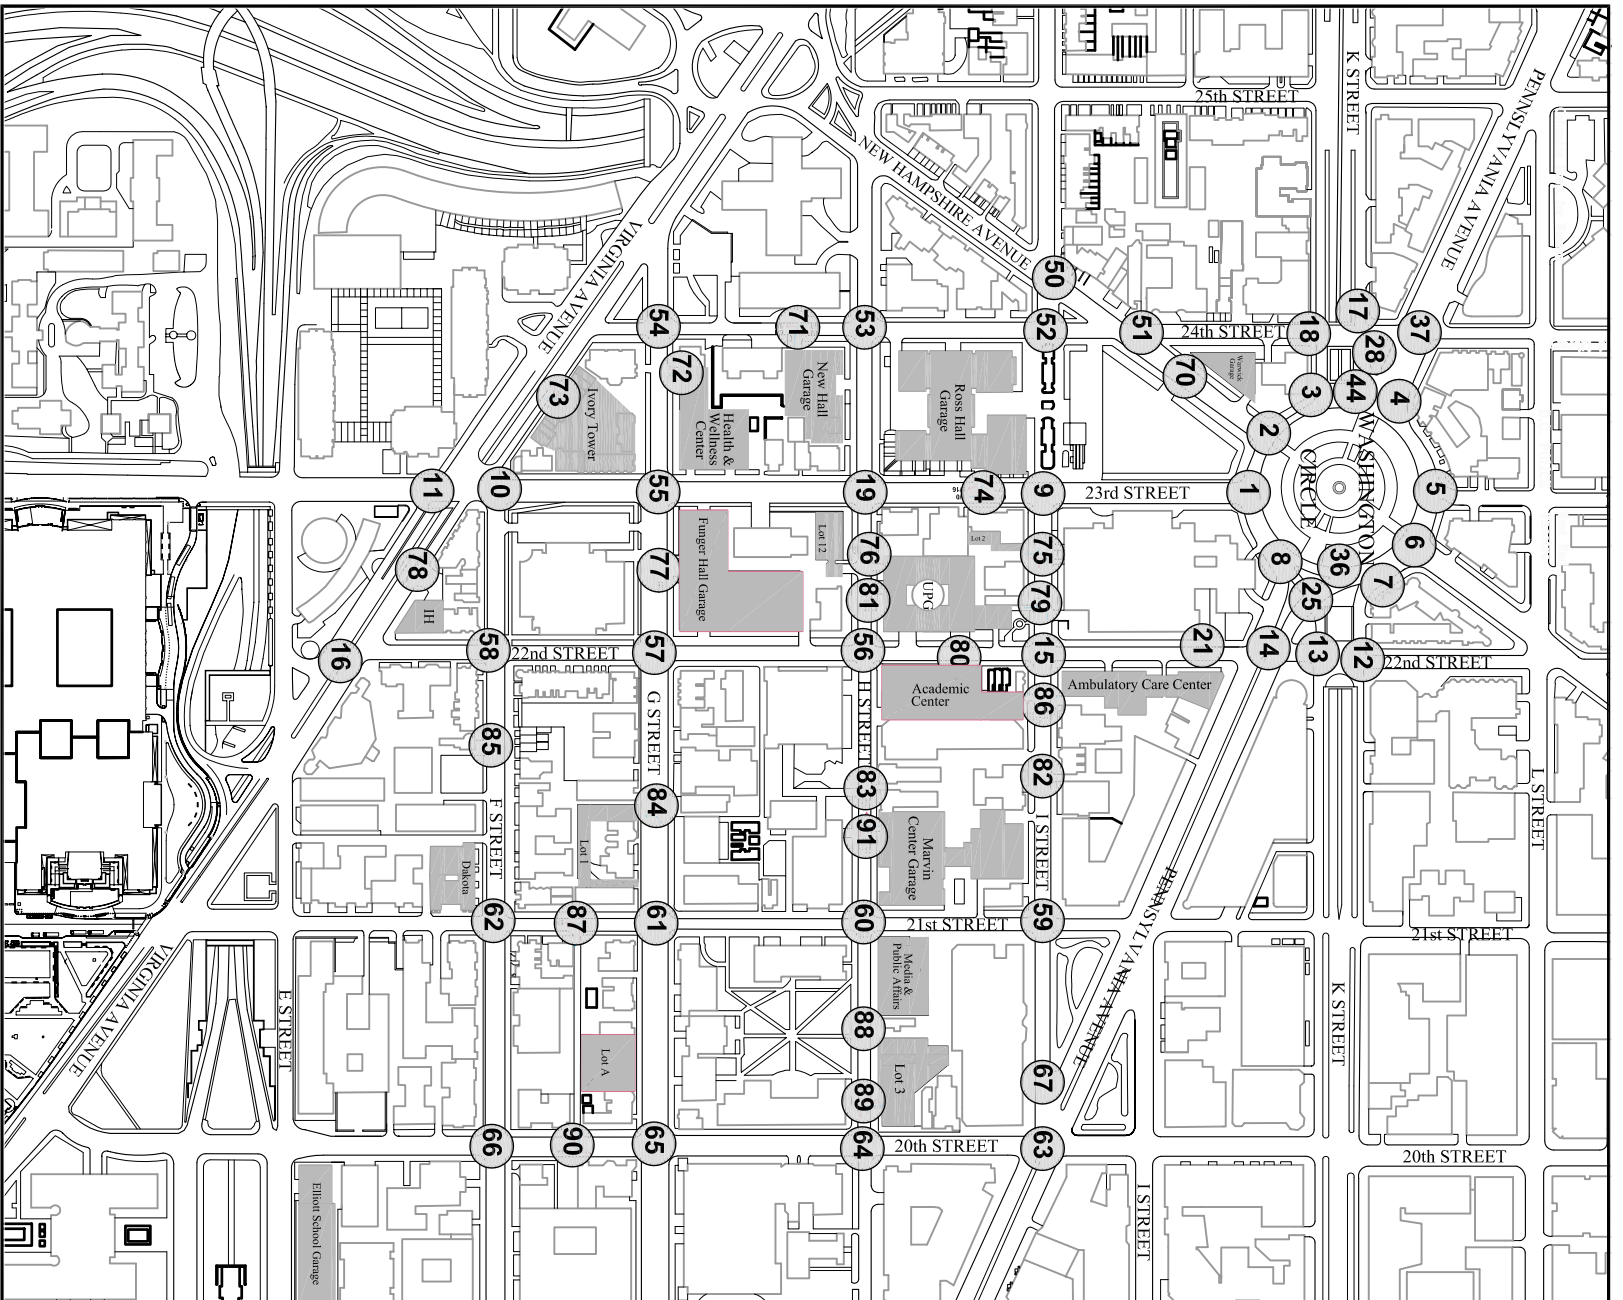 25th STREET
K STREET
PENNSLYVANIA AVENUE
NEW HAMPSHIRE AVENUE
VIRGINIA AVENUE
50
17
54
71
53
52
51
24th STREET
18
37
28
72
New Hall
Garage
70
Warwick
Garage
73
Ivory Tower
Health &
Wellness
Center
Ross Hall
Garage
3
44
4
2
WASHINGTON
CIRCLE
11
10
55
19
74
9
23rd STREET
1
5
Funger Hall Garage
Lot 12
76
Lot 2
75
6
78
77
8
36
7
IH
81
UPG
79
25
16
58
22nd STREET
57
56
80
15
21
14
13
12
22nd STREET
Academic
Center
Ambulatory Care Center
86
G STREET
H STREET
85
83
82
84
F STREET
I STREET
L STREET
Lot 1
91
Marvin
Center Garage
Dakota
PENNSYLVANIA AVENUE
62
87
61
60
21st STREET
59
21st STREET
Media &
Public Affairs
VIRGINIA AVENUE
E STREET
K STREET
88
Lot A
Lot 3
67
89
66
90
65
64
20th STREET
63
20th STREET
Elliott School Garage
I STREET